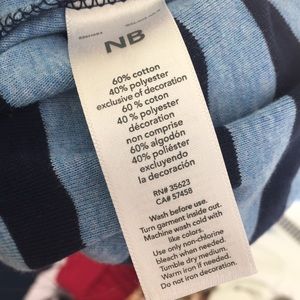 NB
60% cotton
40% polyester
exclusive of decoration
60 % coton
40 % polyester
décoration
non comprise
60% algodón
40% poliéster
excluyendo
la decoración
RN# 35623
CA# 57458
Wash before use.
Turn garment inside out.
Machine wash cold with
like colors.
Use only non-chlorine
bleach when needed.
Tumble dry medium.
Warm iron if needed.
Do not iron decoration.